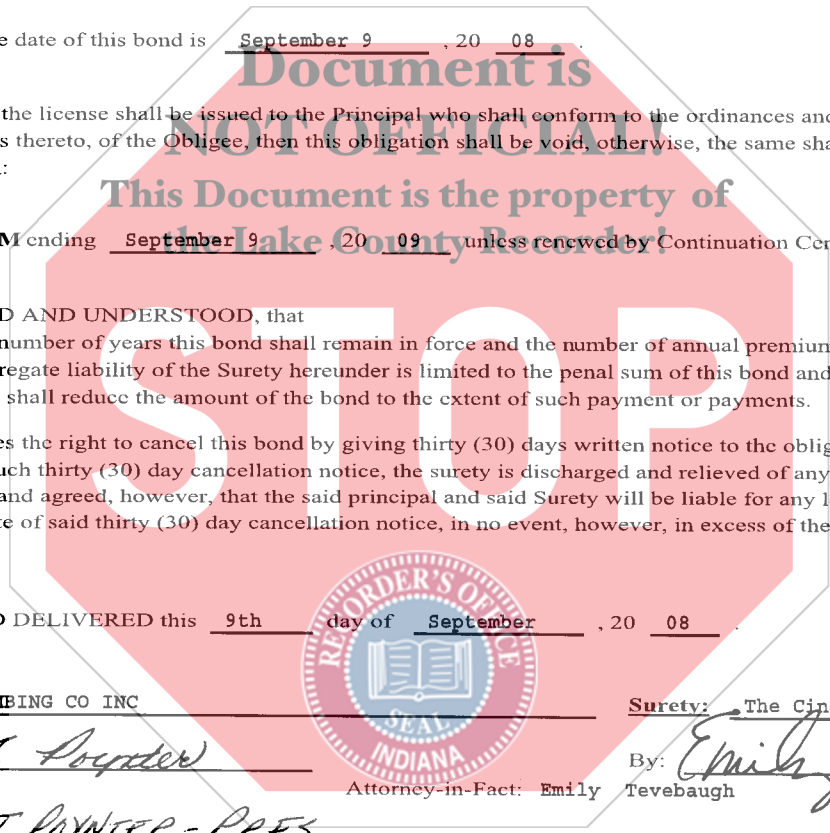 e date of this bond is September 9 , 20 08 .
Document is
the license shall be issued to the Principal who shall conform to the ordinances and
NOT OFFICIAL!
s thereto, of the Obligee, then this obligation shall be void, otherwise, the same sha
:
This Document is the property of
M ending September 9 , 20 09 unless renewed by Continuation Cer
the Lake County Recorder!
D AND UNDERSTOOD, that
number of years this bond shall remain in force and the number of annual premium
regate liability of the Surety hereunder is limited to the penal sum of this bond and
shall reduce the amount of the bond to the extent of such payment or payments.
STOP
es the right to cancel this bond by giving thirty (30) days written notice to the oblig
uch thirty (30) day cancellation notice, the surety is discharged and relieved of any
and agreed, however, that the said principal and said Surety will be liable for any l
te of said thirty (30) day cancellation notice, in no event, however, in excess of the
RECORDER'S OFFICE
D DELIVERED this 9th day of September , 20 08 .
SEAL
INDIANA
BING CO INC Surety: The Cin
Poynter By: Emily
Attorney-in-Fact: Emily Tevebaugh
T POYNTER - PRES